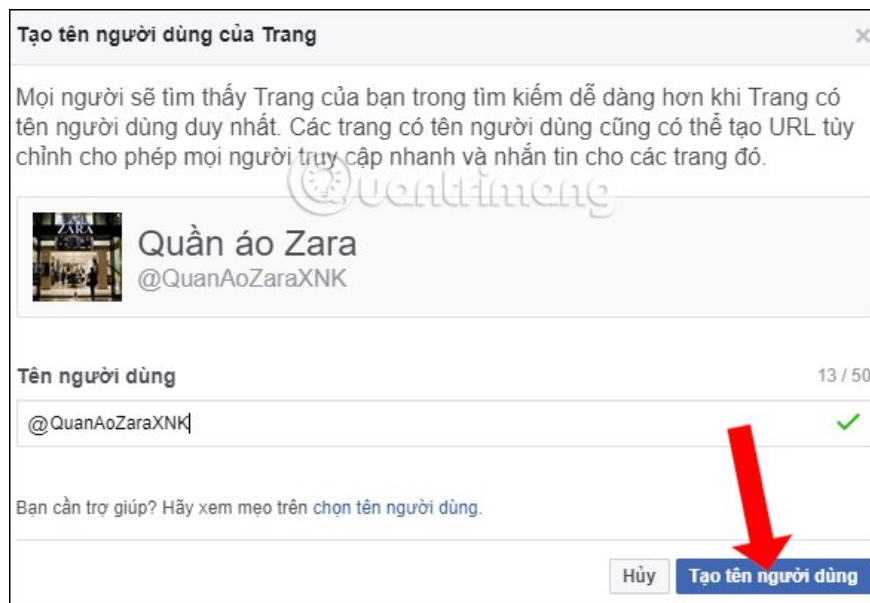 Tạo tên người dùng của Trang
Mọi người sẽ tìm thấy Trang của bạn trong tìm kiếm dễ dàng hơn khi Trang có
tên người dùng duy nhất. Các trang có tên người dùng cũng có thể tạo URL tùy
chỉnh cho phép mọi người truy cập nhanh và nhắn tin cho các trang đó.
Quantrimang
ZARA
Quần áo Zara
@QuanAoZaraXNK
Tên người dùng
13 / 50
@QuanAoZaraXNK
Bạn cần trợ giúp? Hãy xem mẹo trên chọn tên người dùng.
Hủy
Tạo tên người dùng